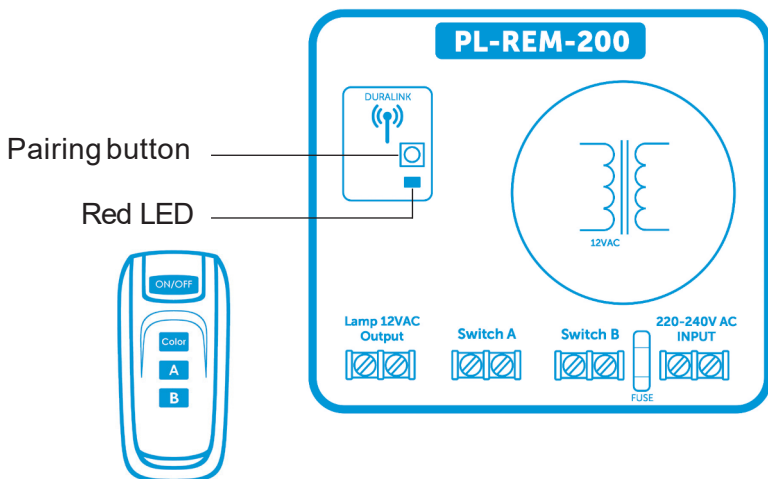 PL-REM-200
DURALINK
Pairing button
Red LED
12VAC
ON/OFF
Color
A
B
Lamp 12VAC
Output
Switch A
Switch B
220-240V AC
INPUT
FUSE